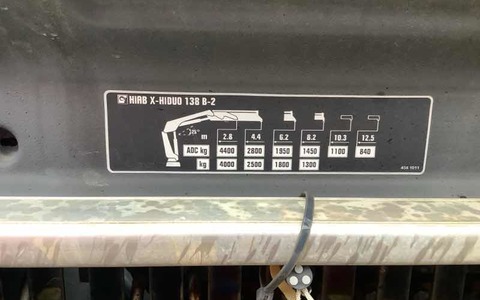 HIAB X-HIDUO 138 B-2
m 2.8 4.4 6.2 8.2 10.3 12.5
ADC kg 4400 2800 1950 1450 1100 840
kg 4000 2500 1800 1300